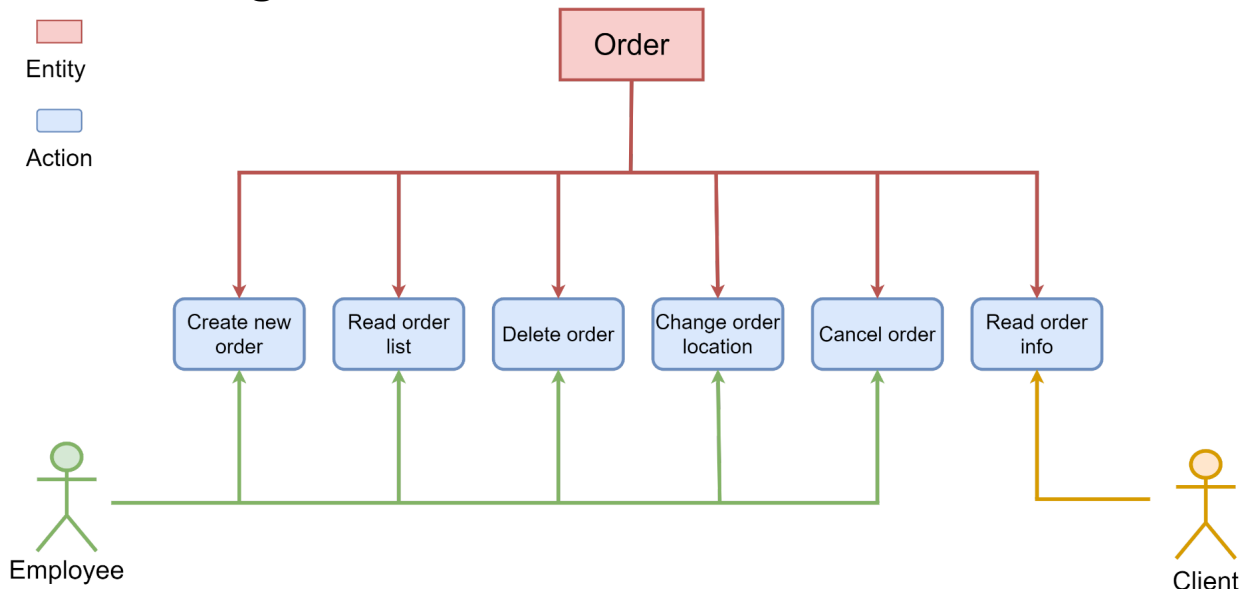 Order
Entity
Action
Create new
order
Read order
list
Delete order
Change order
location
Cancel order
Read order
info
Employee
Client